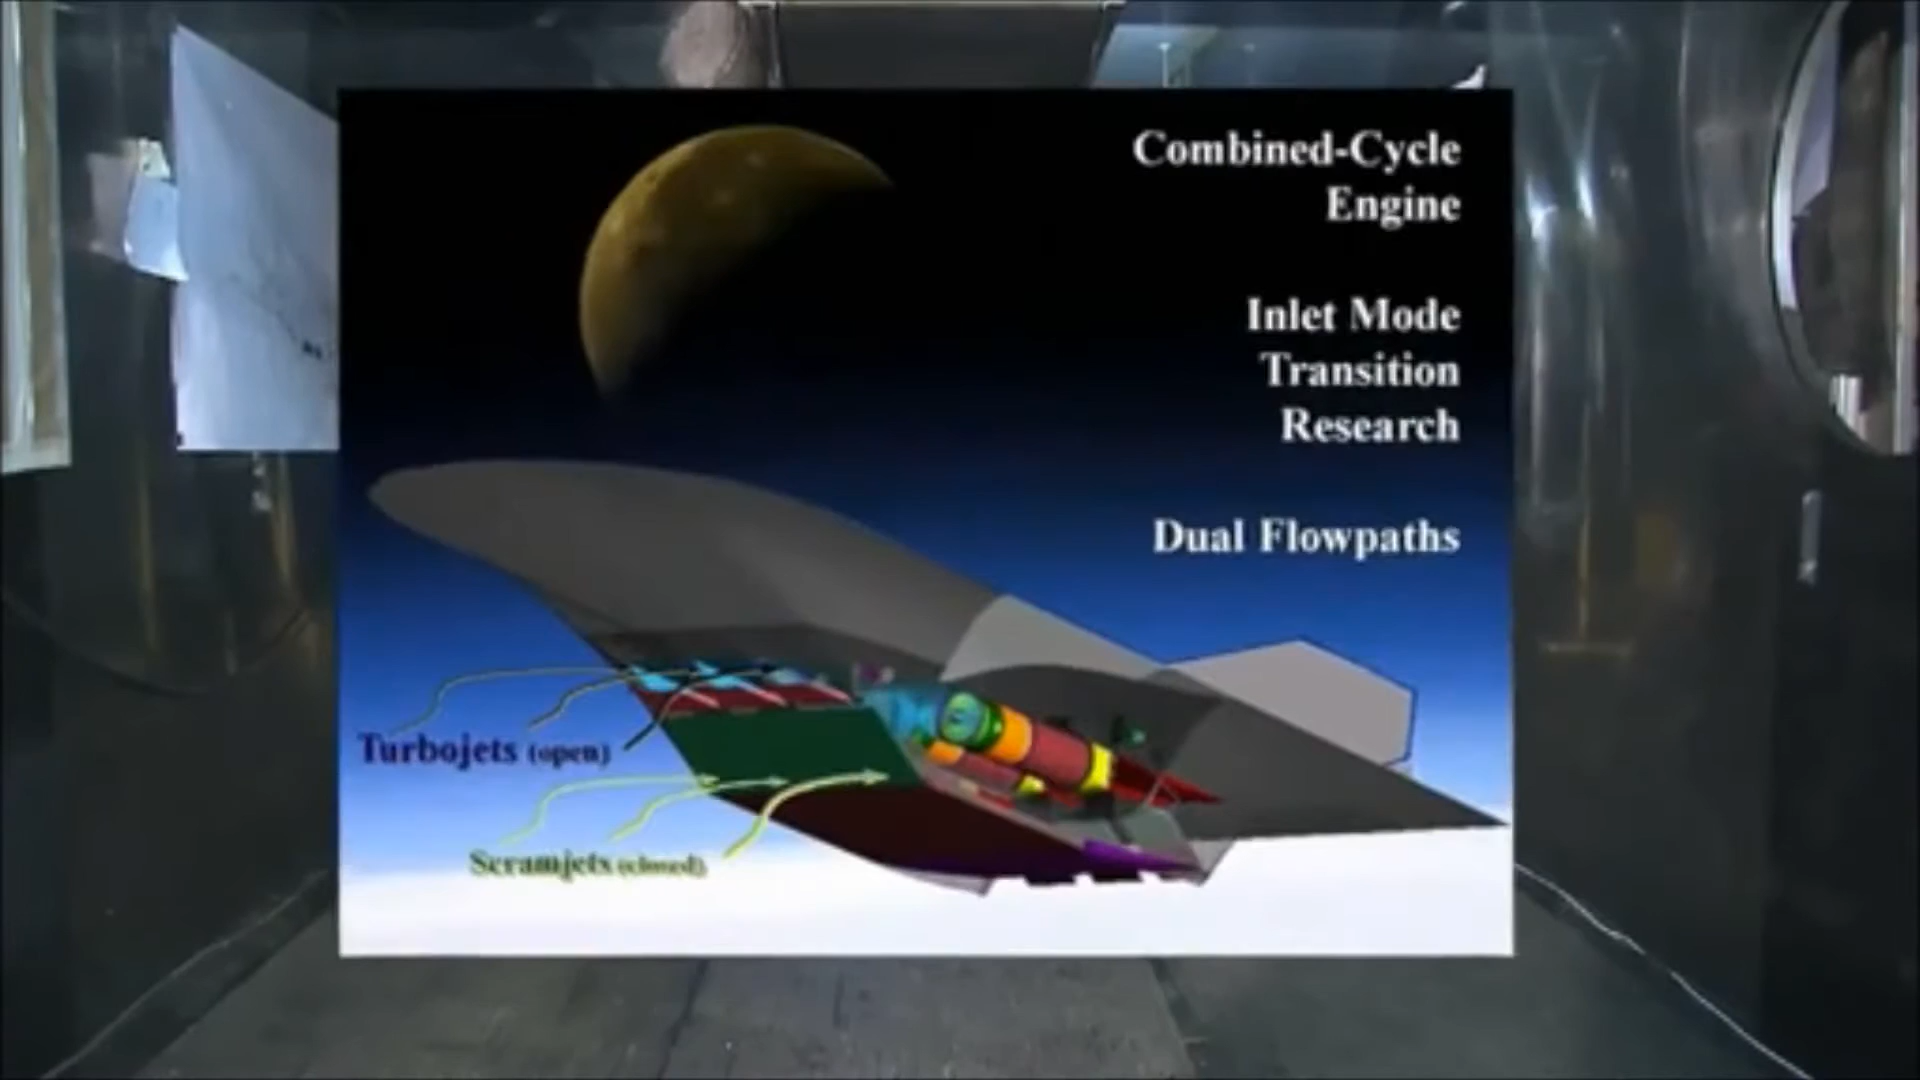 Combined-Cycle
Engine
Inlet Mode
Transition
Research
Dual Flowpaths
Turbojets (open)
Scramjets (closed)